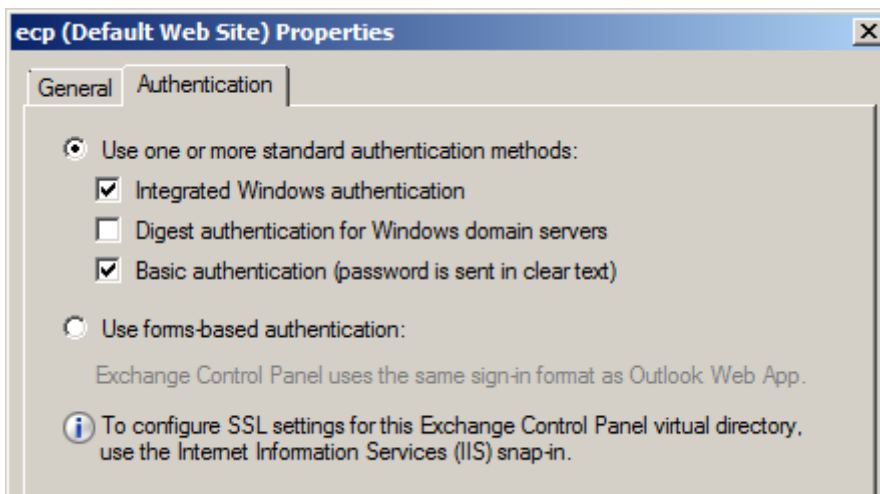 ecp (Default Web Site) Properties
General
Authentication
Use one or more standard authentication methods:
Integrated Windows authentication
Digest authentication for Windows domain servers
Basic authentication (password is sent in clear text)
Use forms-based authentication:
Exchange Control Panel uses the same sign-in format as Outlook Web App.
To configure SSL settings for this Exchange Control Panel virtual directory,
use the Internet Information Services (IIS) snap-in.